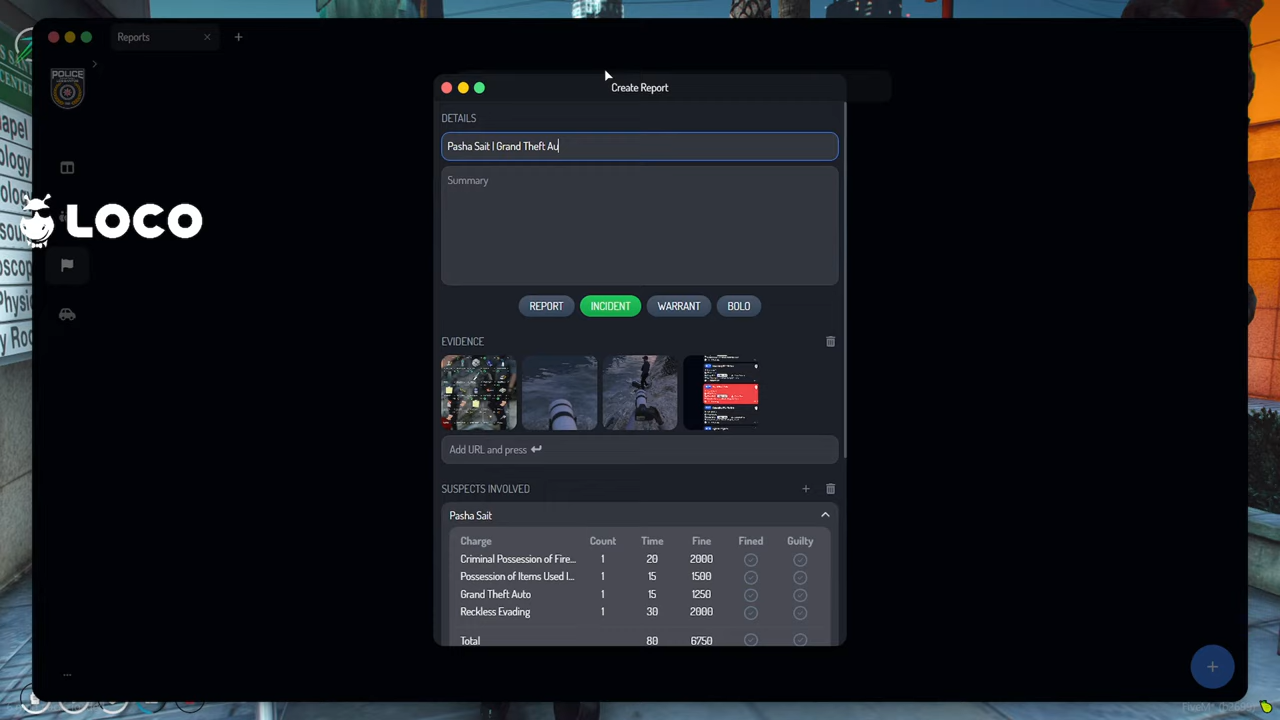 Reports
POLICE
LOCO
Create Report
DETAILS
Pasha Sait | Grand Theft Au
Summary
REPORT
INCIDENT
WARRANT
BOLO
EVIDENCE
Add URL and press
SUSPECTS INVOLVED
Pasha Sait
Charge Count Time Fine Fined Guilty
Criminal Possession of Fire... 1 20 2000
Possession of Items Used I... 1 15 1500
Grand Theft Auto 1 15 1250
Reckless Evading 1 30 2000
Total 80 6750
...